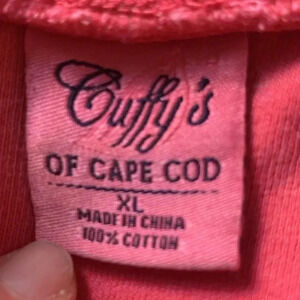 Cuffy's
OF CAPE COD
XL
MADE IN CHINA
100% COTTON